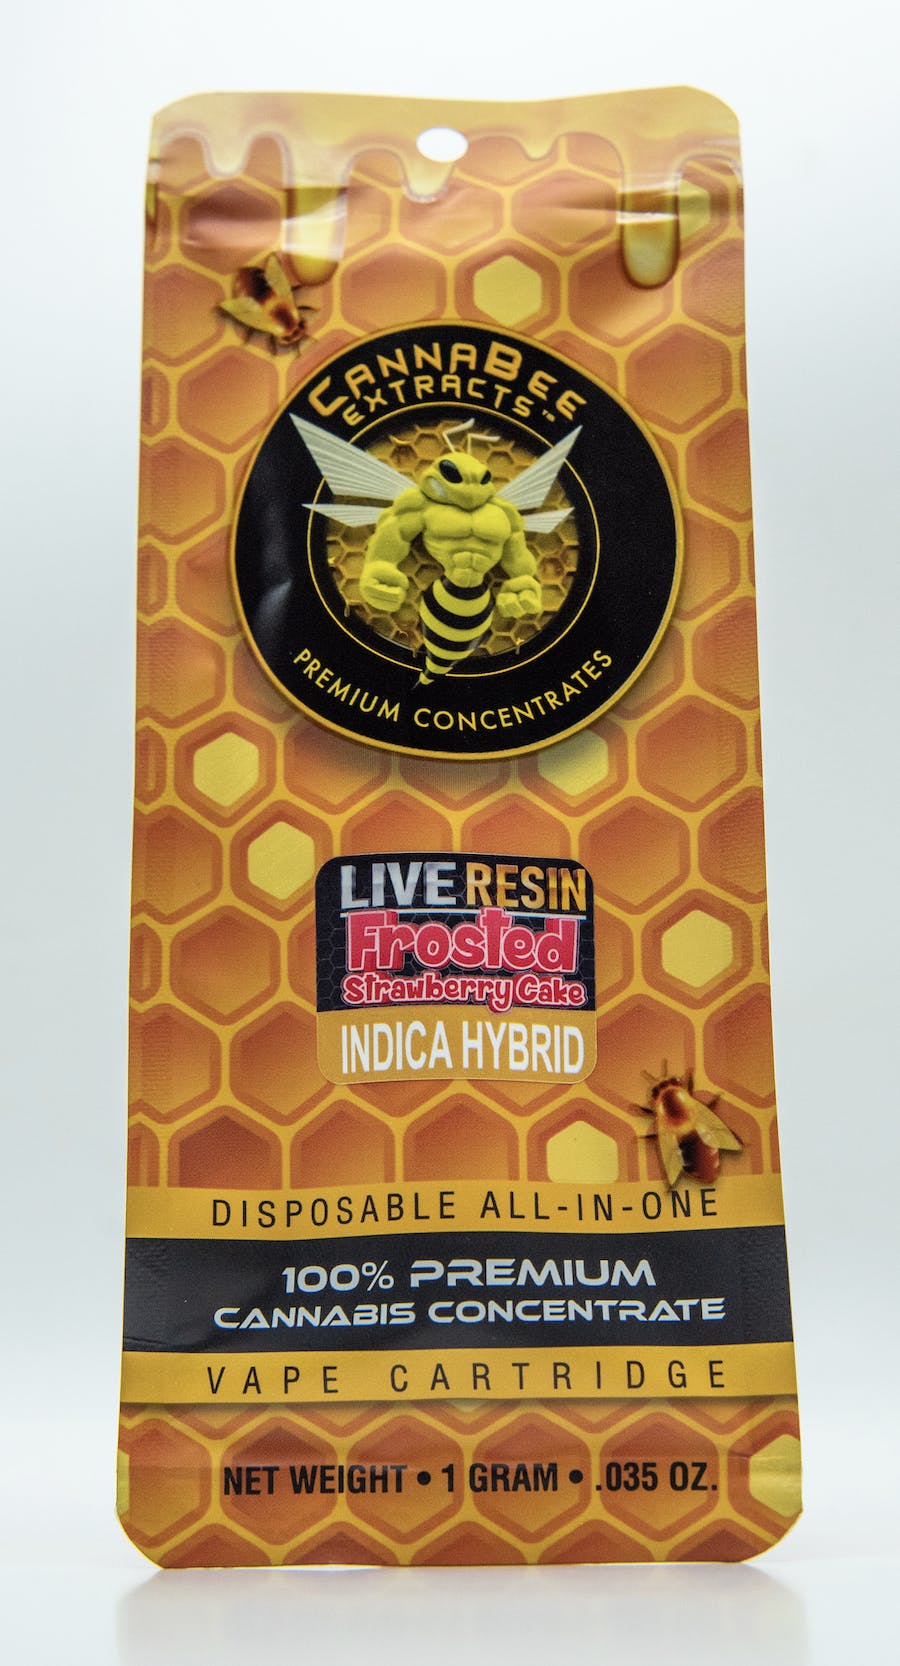 CANNABEE
EXTRACTS™
PREMIUM CONCENTRATES
LIVE RESIN
Frosted
Strawberry Cake
INDICA HYBRID
DISPOSABLE ALL-IN-ONE
100% PREMIUM
CANNABIS CONCENTRATE
VAPE CARTRIDGE
NET WEIGHT • 1 GRAM • .035 OZ.